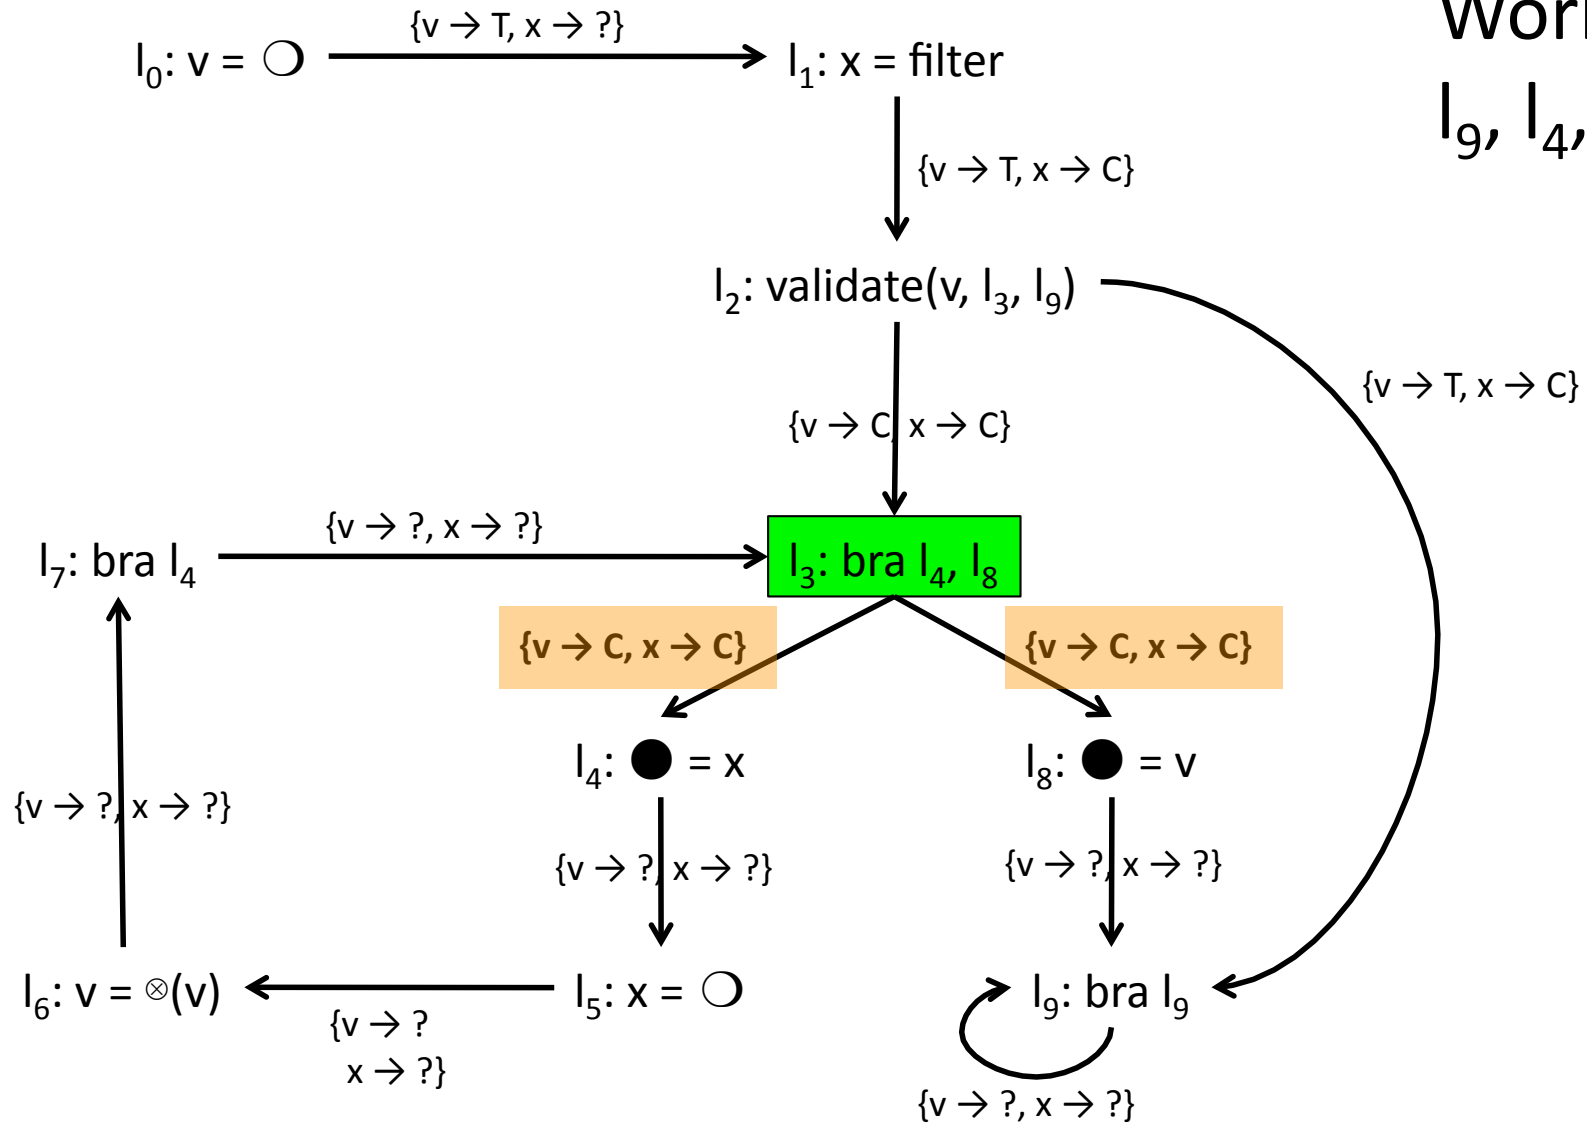 Worl
l₉, l₄,
{v → T, x → ?}
l₀: v = ❍
l₁: x = filter
{v → T, x → C}
l₂: validate(v, l₃, l₉)
{v → T, x → C}
{v → C, x → C}
{v → ?, x → ?}
l₇: bra l₄
l₃: bra l₄, l₈
{v → C, x → C}
{v → C, x → C}
l₄: ● = x
l₈: ● = v
{v → ?, x → ?}
{v → ?, x → ?}
{v → ?, x → ?}
l₆: v = ⊗(v)
l₅: x = ❍
l₉: bra l₉
{v → ?
x → ?}
{v → ?, x → ?}